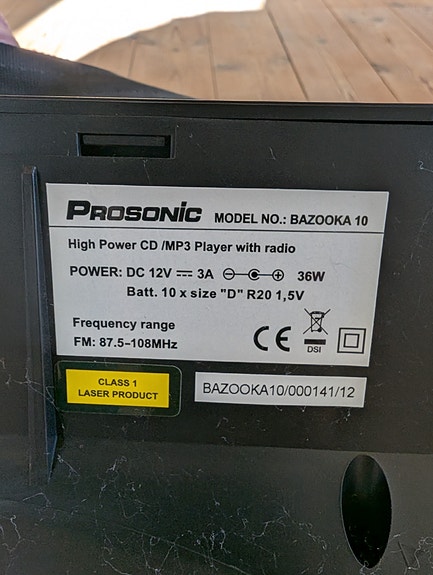 PROSONIC MODEL NO.: BAZOOKA 10
High Power CD /MP3 Player with radio
POWER: DC 12V 3A - + 36W
Batt. 10 x size "D" R20 1,5V
Frequency range
FM: 87.5-108MHz
CE
DSI
CLASS 1
LASER PRODUCT
BAZOOKA10/000141/12